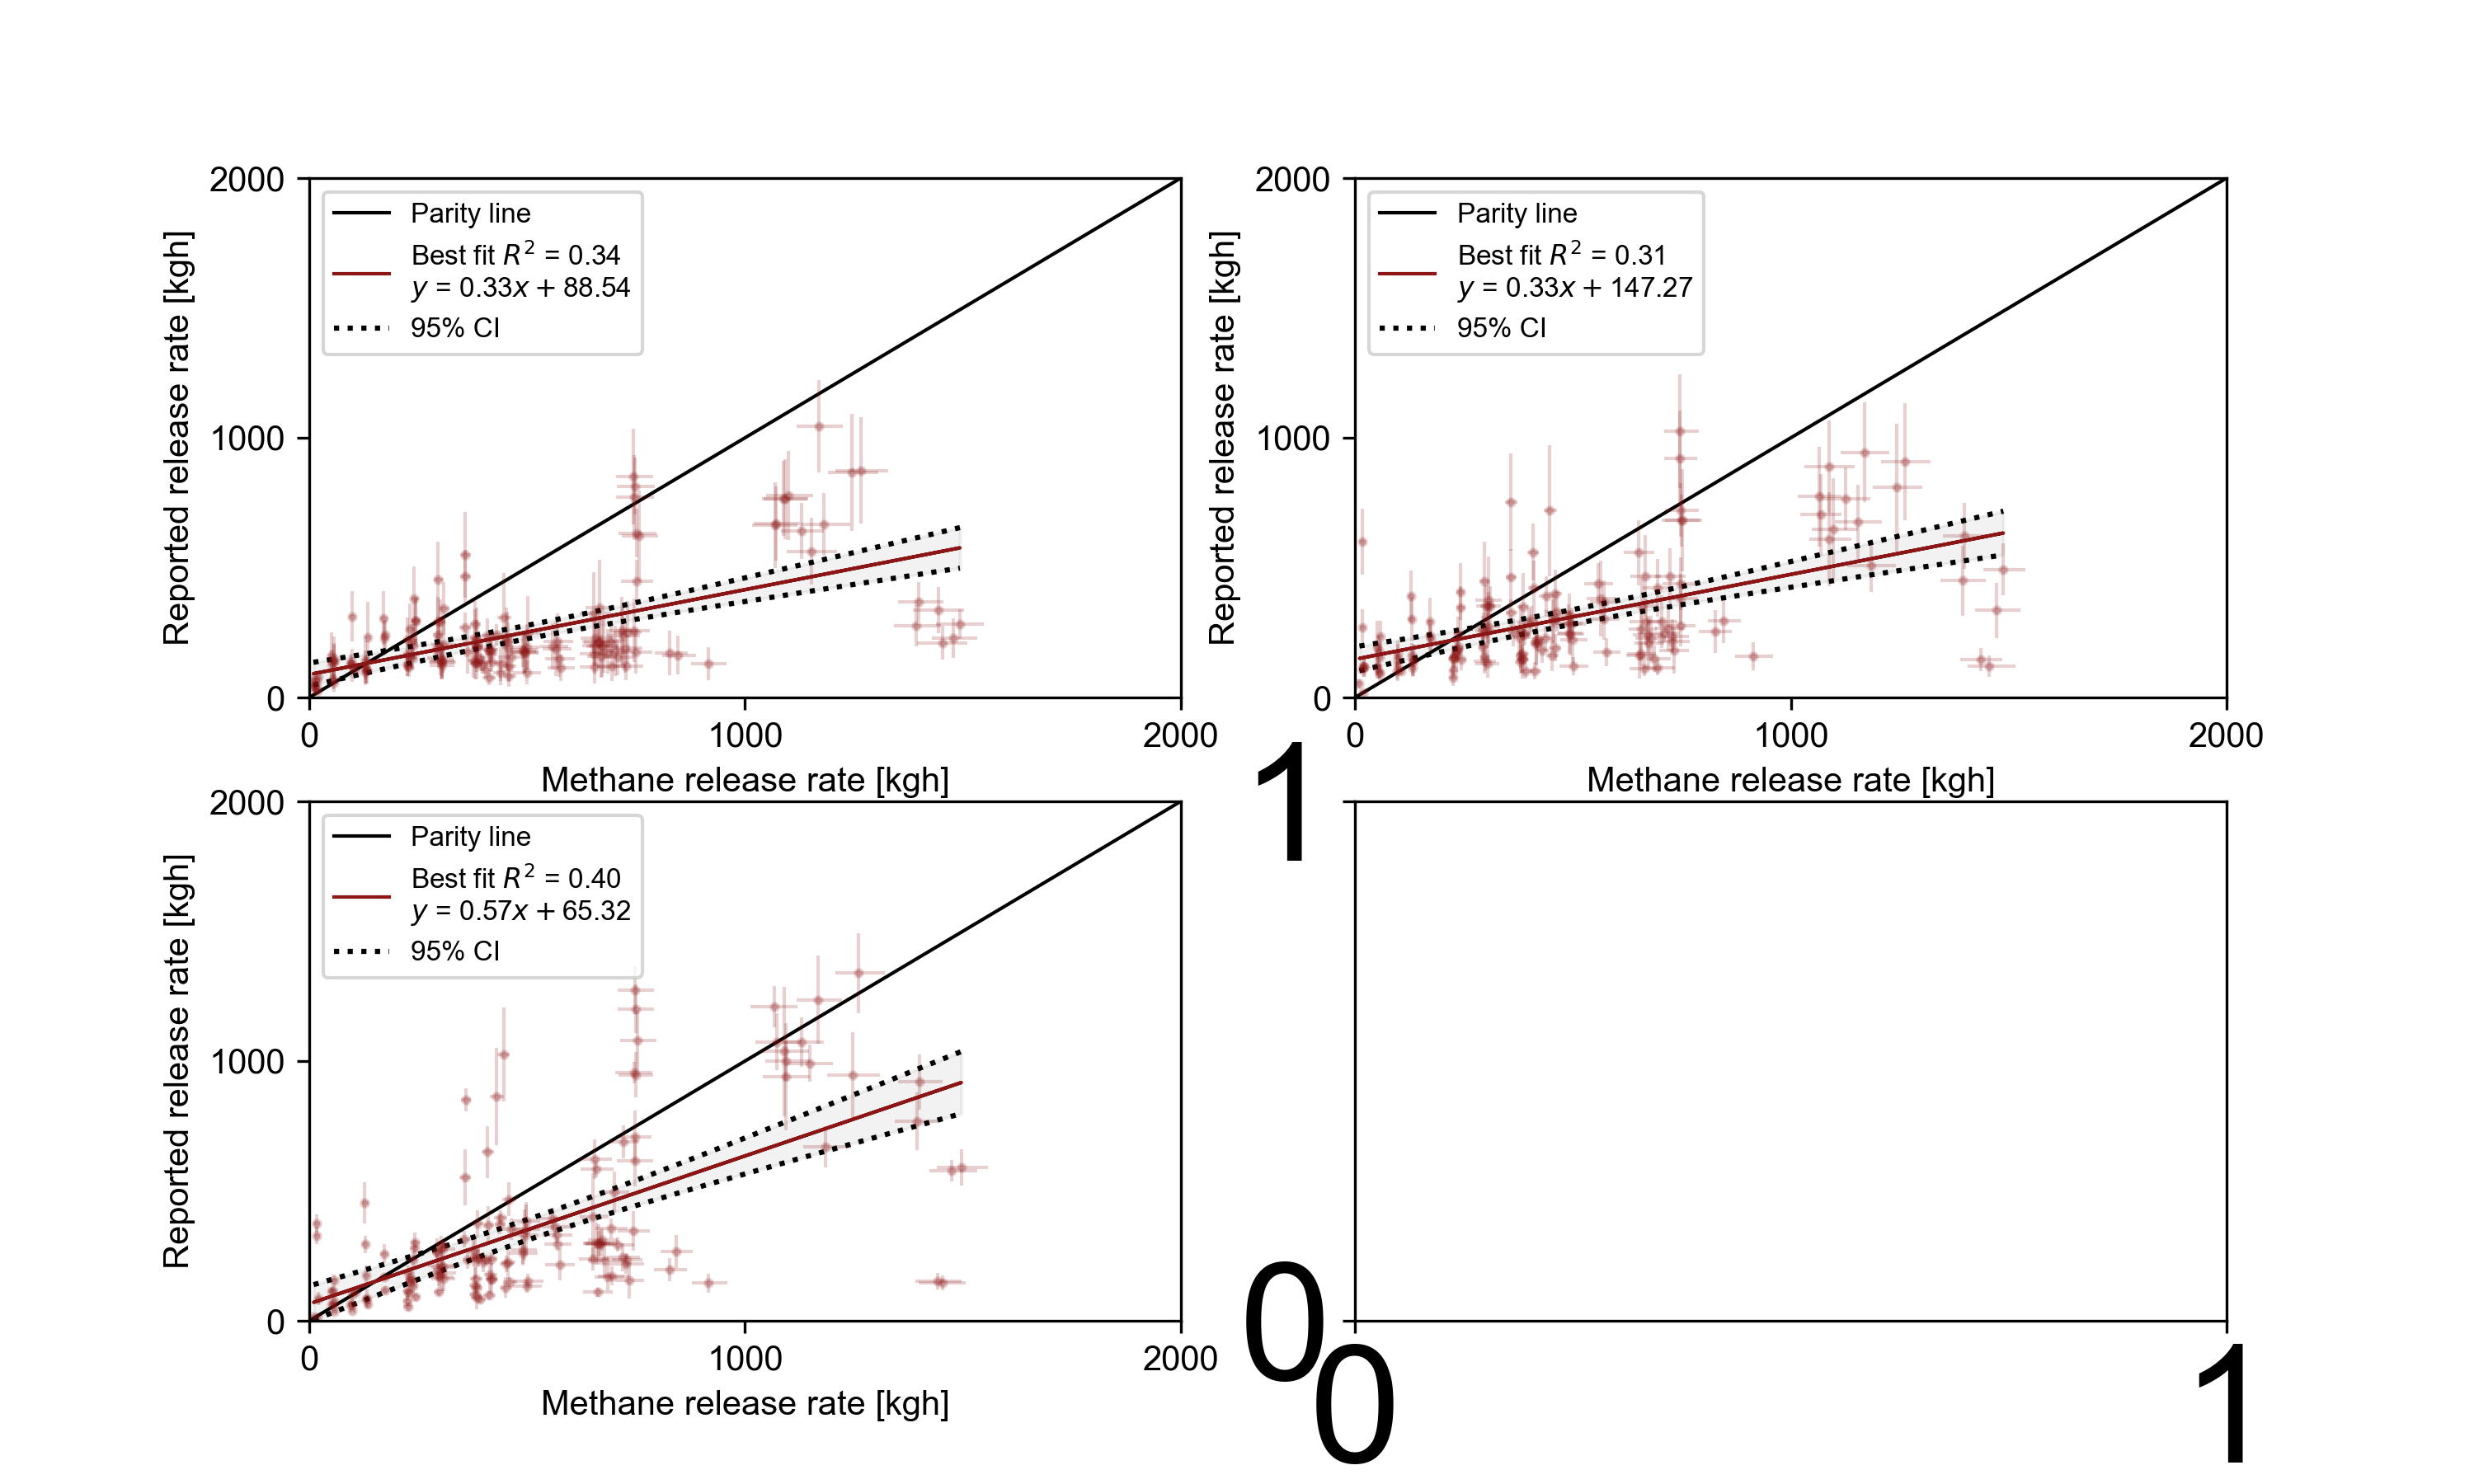 2000
1000
0
Reported release rate [kgh]
Parity line
Best fit R² = 0.34
y = 0.33x + 88.54
95% CI
0 1000 2000
Methane release rate [kgh]
2000
1000
0
Reported release rate [kgh]
Parity line
Best fit R² = 0.31
y = 0.33x + 147.27
95% CI
0 1000 2000
Methane release rate [kgh]
2000
1000
0
Reported release rate [kgh]
Parity line
Best fit R² = 0.40
y = 0.57x + 65.32
95% CI
0 1000 2000
Methane release rate [kgh]
1
0
0 1